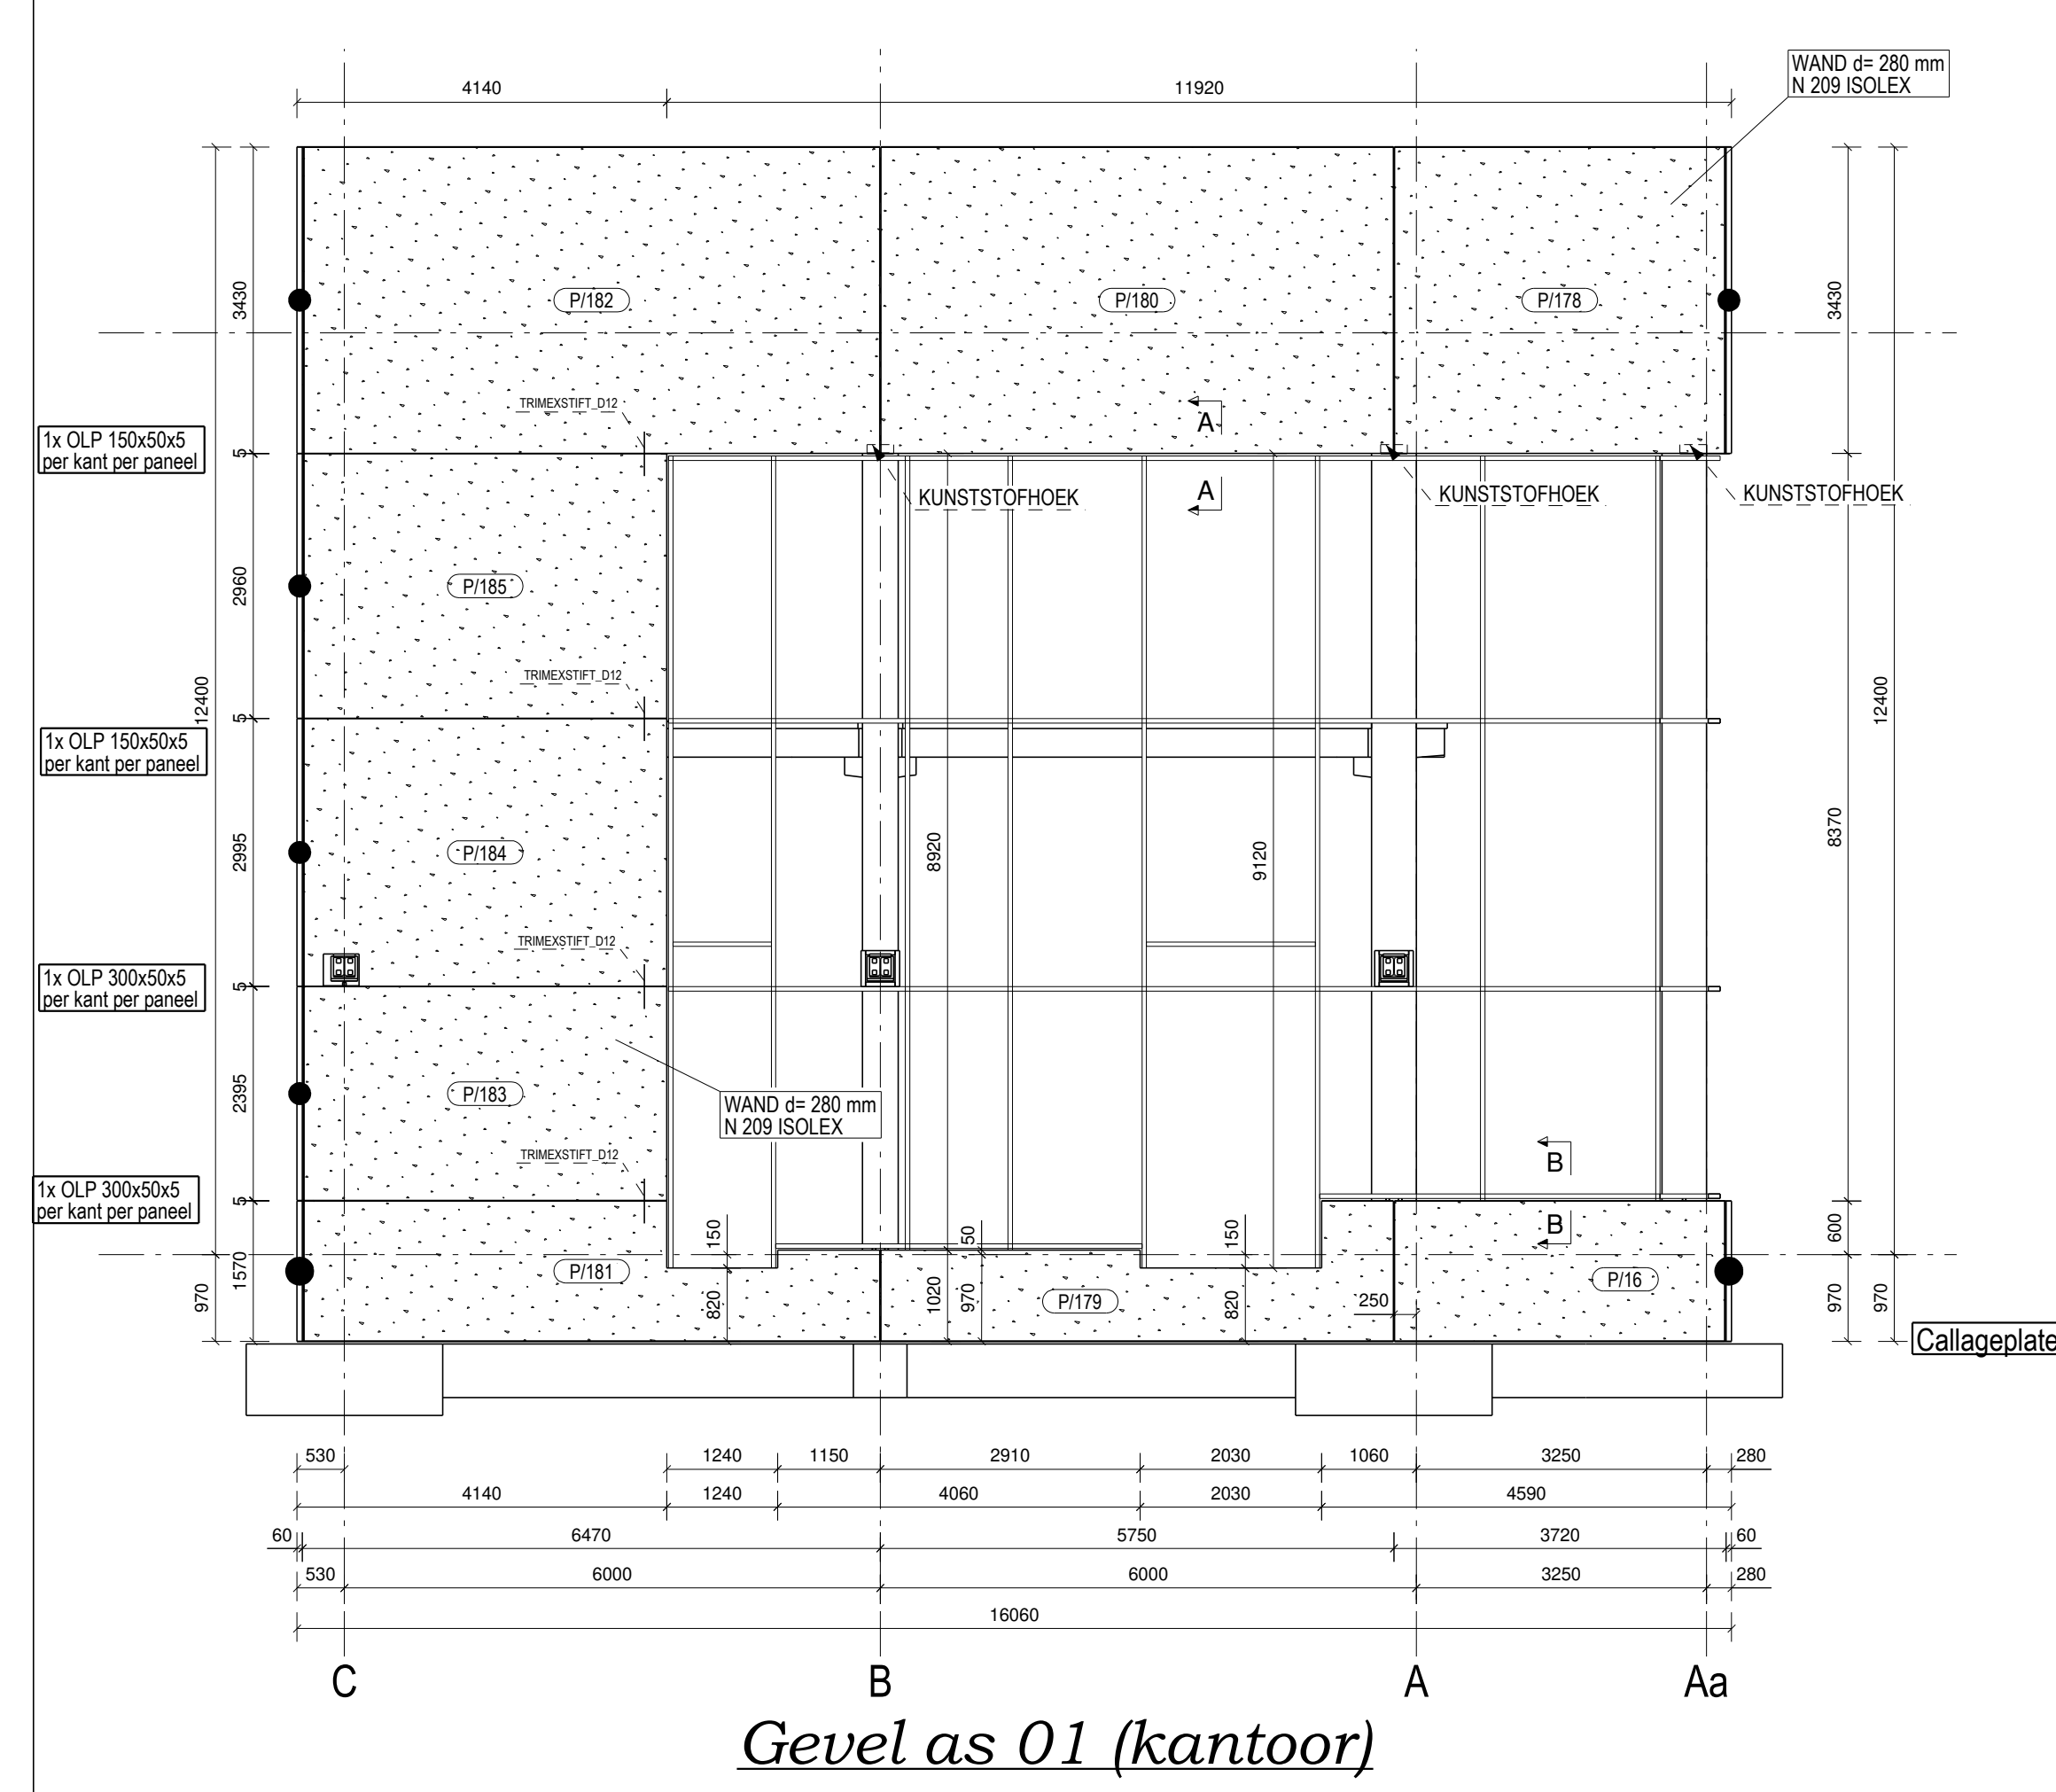 4140
11920
WAND d= 280 mm
N 209 ISOLEX
3430
P/182
P/180
P/178
3430
TRIMEXSTIFT_D12
A
1x OLP 150x50x5
per kant per paneel
5
A
KUNSTSTOFHOEK
KUNSTSTOFHOEK
KUNSTSTOFHOEK
2960
P/185
TRIMEXSTIFT_D12
12400
12400
5
1x OLP 150x50x5
per kant per paneel
8370
2995
P/184
8920
9120
TRIMEXSTIFT_D12
1x OLP 300x50x5
per kant per paneel
5
2395
P/183
WAND d= 280 mm
N 209 ISOLEX
TRIMEXSTIFT_D12
B
1x OLP 300x50x5
per kant per paneel
5
B
150
50
150
600
970
1570
P/181
820
1020
970
P/179
820
250
P/16
970
970
Callageplate
530
1240
1150
2910
2030
1060
3250
280
4140
1240
4060
2030
4590
60
6470
5750
3720
60
530
6000
6000
3250
280
16060
C
B
A
Aa
Gevel as 01 (kantoor)